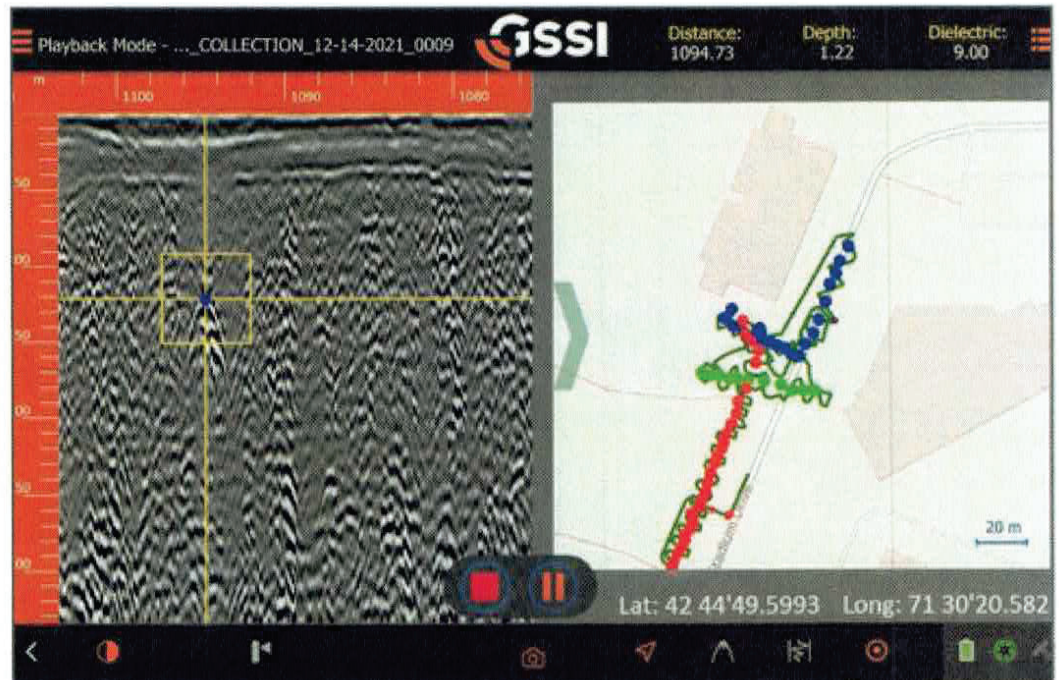 Playback Mode - ..._COLLECTION_12-14-2021_0009
GSSI
Distance:
1094.73
Depth:
1.22
Dielectric:
9.00
m
1100
1090
1080
50
00
50
00
50
00
20 m
Lat: 42 44'49.5993 Long: 71 30'20.582